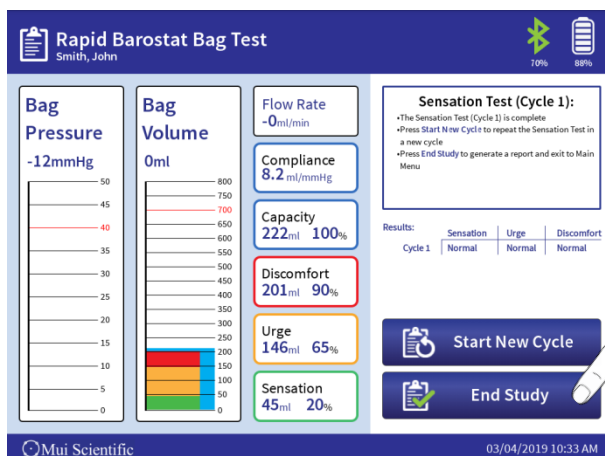 Rapid Barostat Bag Test
Smith, John
70%
88%
Bag
Pressure
-12mmHg
50
45
40
35
30
25
20
15
10
5
0
Bag
Volume
0ml
800
750
700
650
600
550
500
450
400
350
300
250
200
150
100
50
0
Flow Rate
-0ml/min
Compliance
8.2 ml/mmHg
Capacity
222ml 100%
Discomfort
201ml 90%
Urge
146ml 65%
Sensation
45ml 20%
Sensation Test (Cycle 1):
•The Sensation Test (Cycle 1) is complete
•Press Start New Cycle to repeat the Sensation Test in
a new cycle
•Press End Study to generate a report and exit to Main
Menu
Results:
Sensation Urge Discomfort
Cycle 1 Normal Normal Normal
Start New Cycle
End Study
Mui Scientific
03/04/2019 10:33 AM